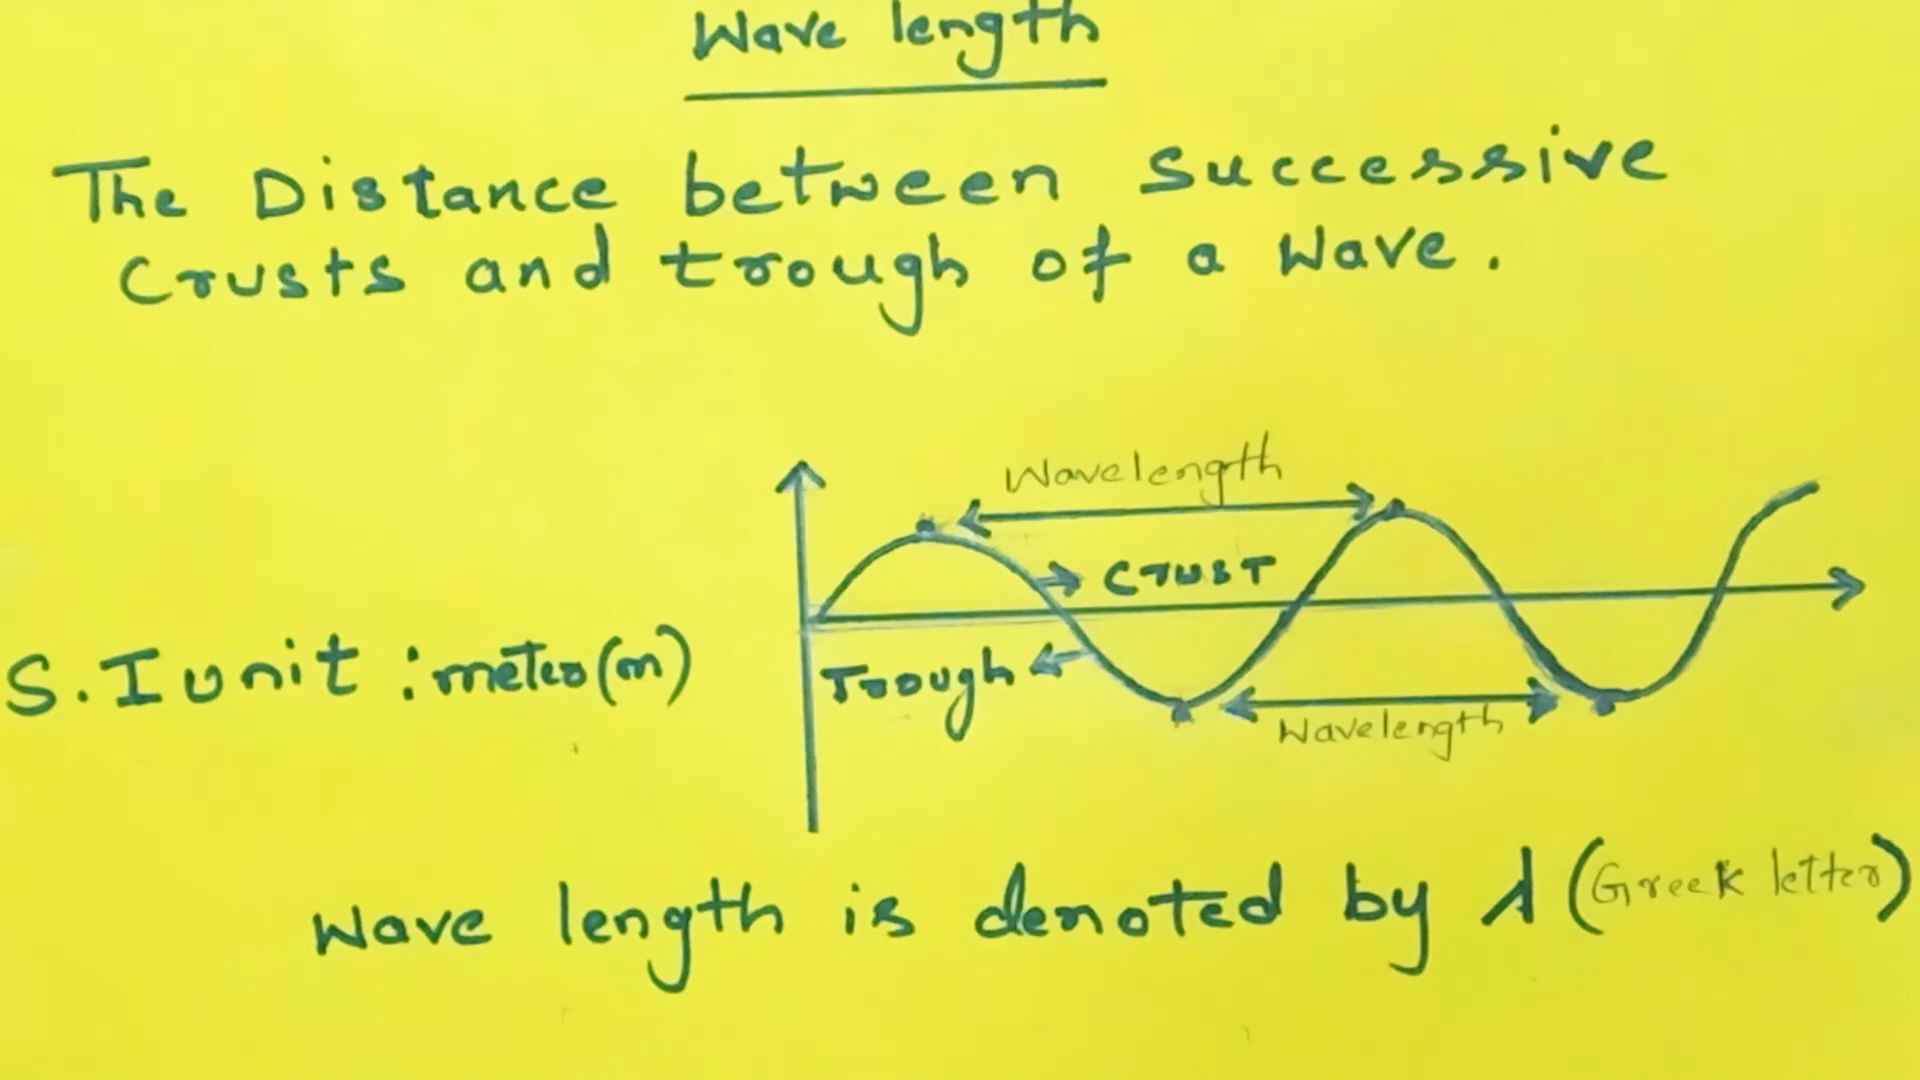 Wave length
The Distance between successive
Crusts and trough of a wave.
Wavelength
CrUST
S.I unit : meter(m)
Trough
Wavelength
Wave length is denoted by λ (Greek letter)